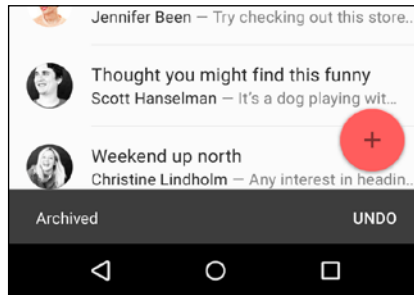 Jennifer Been — Try checking out this store...
Thought you might find this funny
Scott Hanselman — It's a dog playing wit...
Weekend up north
Christine Lindholm — Any interest in headin...
Archived UNDO